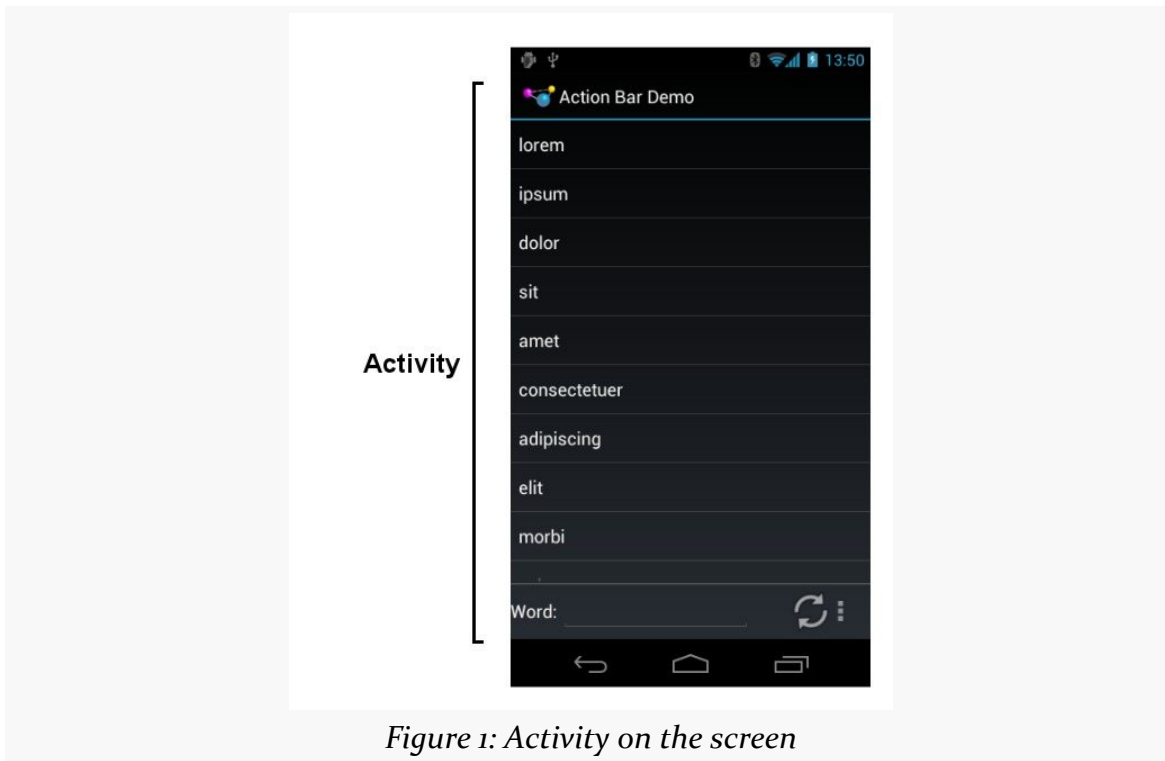 13:50
Action Bar Demo
lorem
ipsum
dolor
sit
amet
Activity
consectetuer
adipiscing
elit
morbi
Word:
Figure 1: Activity on the screen